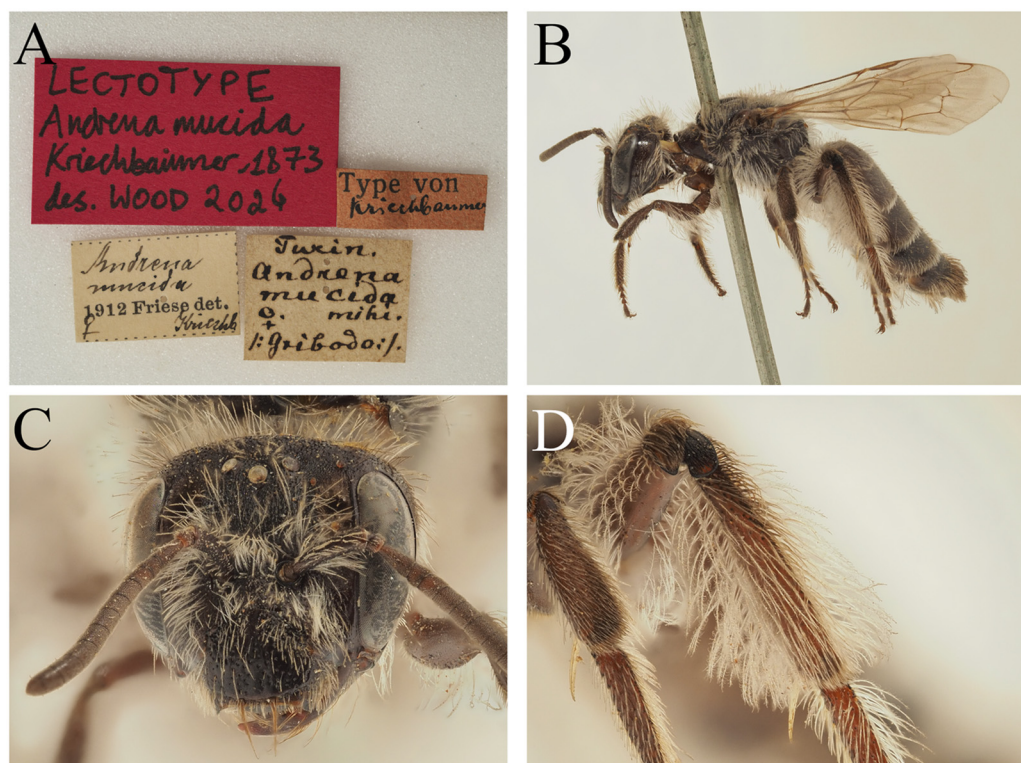 A
LECTOTYPE
Andrena mucida
Kriechbaumer, 1873
des. WOOD 2026
Type von
Kriechbaumer
Andrena
mucida
1912 Friese det.
♀ Kriechb
Turin.
Andrena
mucida
♀. mihi.
/:Gribodo:/.
B
C
D